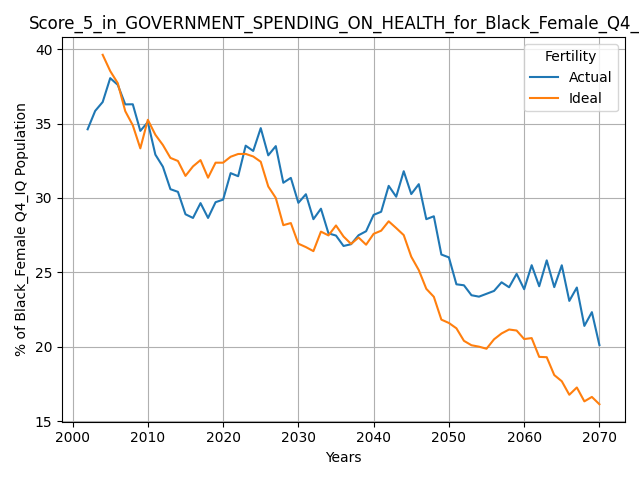 Score_5_in_GOVERNMENT_SPENDING_ON_HEALTH_for_Black_Female_Q4_
Fertility
Actual
Ideal
% of Black_Female Q4_IQ Population
40
35
30
25
20
15
2000 2010 2020 2030 2040 2050 2060 2070
Years